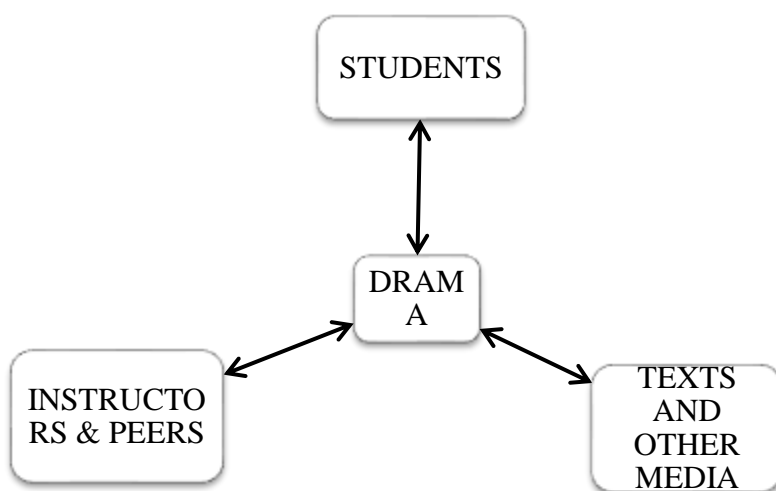 STUDENTS
DRAM
A
INSTRUCTO
RS & PEERS
TEXTS
AND
OTHER
MEDIA